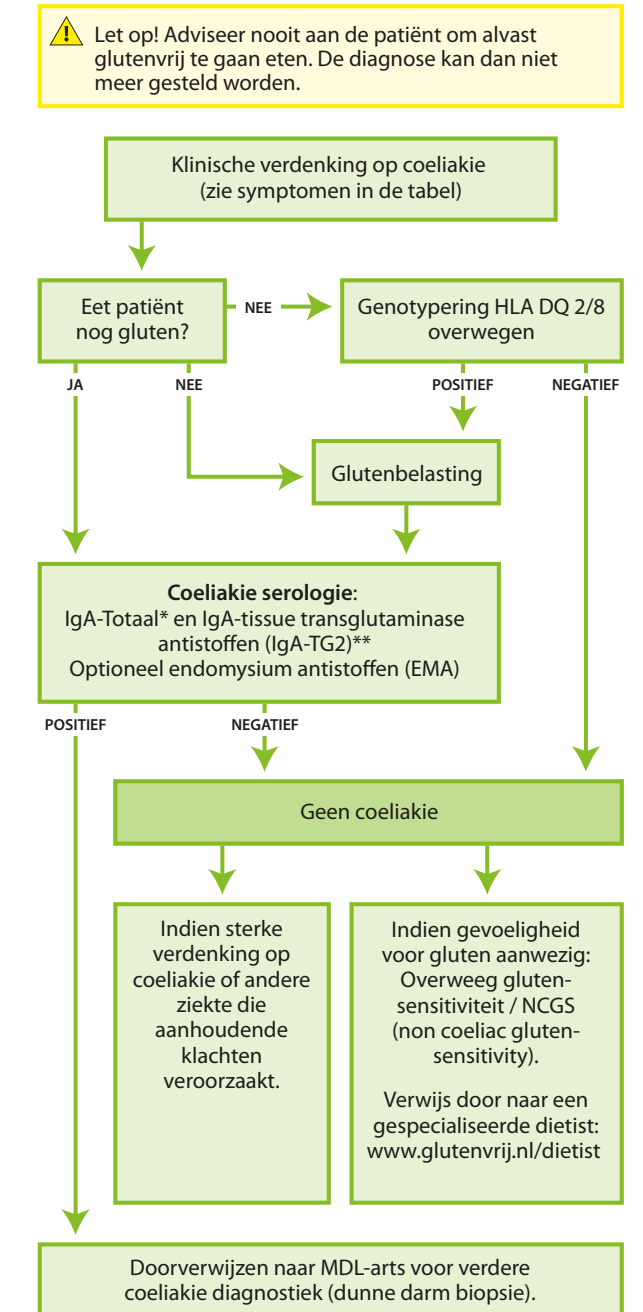 Let op! Adviseer nooit aan de patiënt om alvast
glutenvrij te gaan eten. De diagnose kan dan niet
meer gesteld worden.
Klinische verdenking op coeliakie
(zie symptomen in de tabel)
Eet patiënt
nog gluten?
NEE
Genotypering HLA DQ 2/8
overwegen
JA
NEE
POSITIEF
NEGATIEF
Glutenbelasting
Coeliakie serologie:
IgA-Totaal* en IgA-tissue transglutaminase
antistoffen (IgA-TG2)**
Optioneel endomysium antistoffen (EMA)
POSITIEF
NEGATIEF
Geen coeliakie
Indien sterke
verdenking op
coeliakie of andere
ziekte die
aanhoudende
klachten
veroorzaakt.
Indien gevoeligheid
voor gluten aanwezig:
Overweeg gluten-
sensitiviteit / NCGS
(non coeliac gluten-
sensitivity).
Verwijs door naar een
gespecialiseerde dietist:
www.glutenvrij.nl/dietist
Doorverwijzen naar MDL-arts voor verdere
coeliakie diagnostiek (dunne darm biopsie).